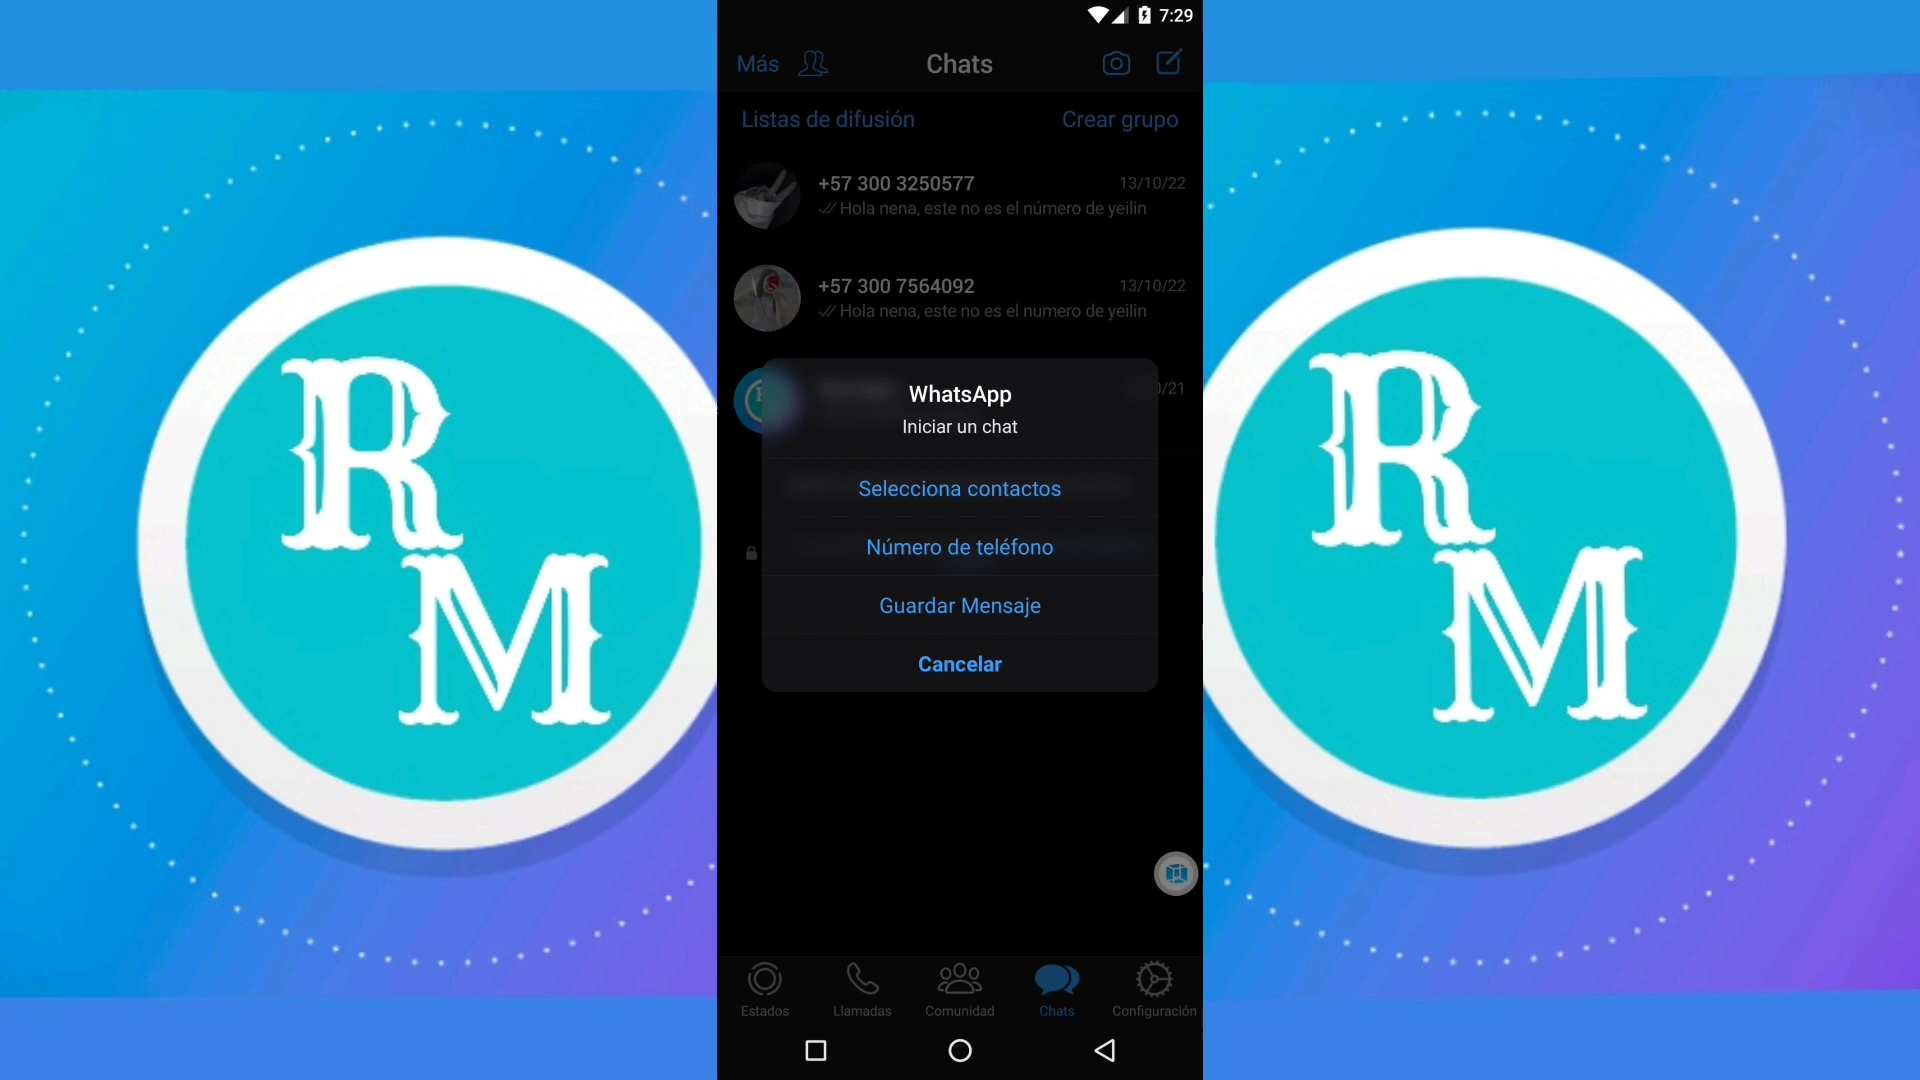 7:29
Más
Chats
Listas de difusión
Crear grupo
+57 300 3250577
13/10/22
Hola nena, este no es el número de yeilin
+57 300 7564092
13/10/22
Hola nena, este no es el numero de yeilin
/21
WhatsApp
Iniciar un chat
Selecciona contactos
Número de teléfono
Guardar Mensaje
Cancelar
Estados
Llamadas
Comunidad
Chats
Configuración
R
M
R
M